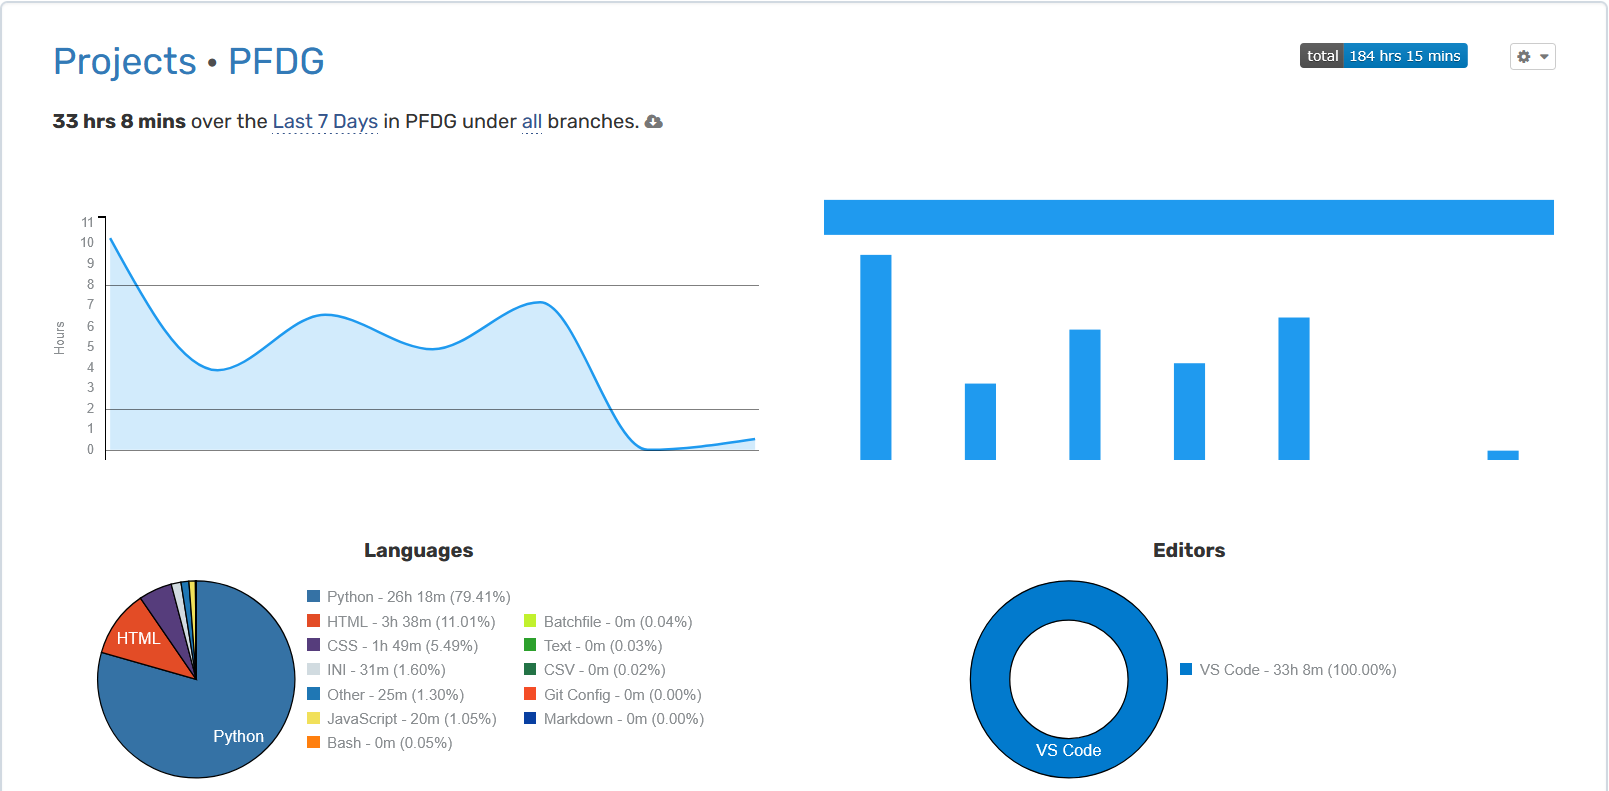 Projects • PFDG
total 184 hrs 15 mins
33 hrs 8 mins over the Last 7 Days in PFDG under all branches.
11
10
9
8
7
6
5
4
3
2
1
0
Hours
Languages
HTML
Python
Python - 26h 18m (79.41%)
HTML - 3h 38m (11.01%)
CSS - 1h 49m (5.49%)
INI - 31m (1.60%)
Other - 25m (1.30%)
JavaScript - 20m (1.05%)
Bash - 0m (0.05%)
Batchfile - 0m (0.04%)
Text - 0m (0.03%)
CSV - 0m (0.02%)
Git Config - 0m (0.00%)
Markdown - 0m (0.00%)
Editors
VS Code
VS Code - 33h 8m (100.00%)